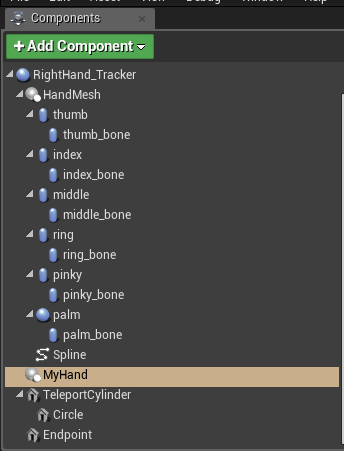 Components
+ Add Component
RightHand_Tracker
HandMesh
thumb
thumb_bone
index
index_bone
middle
middle_bone
ring
ring_bone
pinky
pinky_bone
palm
palm_bone
Spline
MyHand
TeleportCylinder
Circle
Endpoint